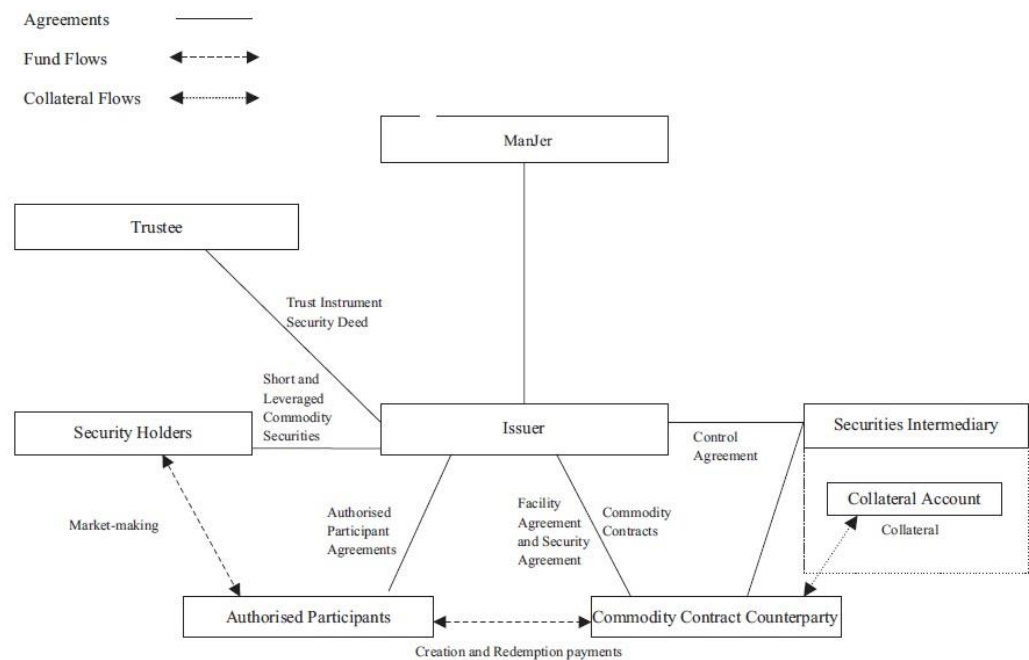 Agreements
Fund Flows
Collateral Flows
ManJer
Trustee
Trust Instrument
Security Deed
Short and
Leveraged
Commodity
Securities
Security Holders
Issuer
Control
Agreement
Securities Intermediary
Collateral Account
Collateral
Market-making
Authorised
Participant
Agreements
Facility
Agreement
and Security
Agreement
Commodity
Contracts
Authorised Participants
Commodity Contract Counterparty
Creation and Redemption payments